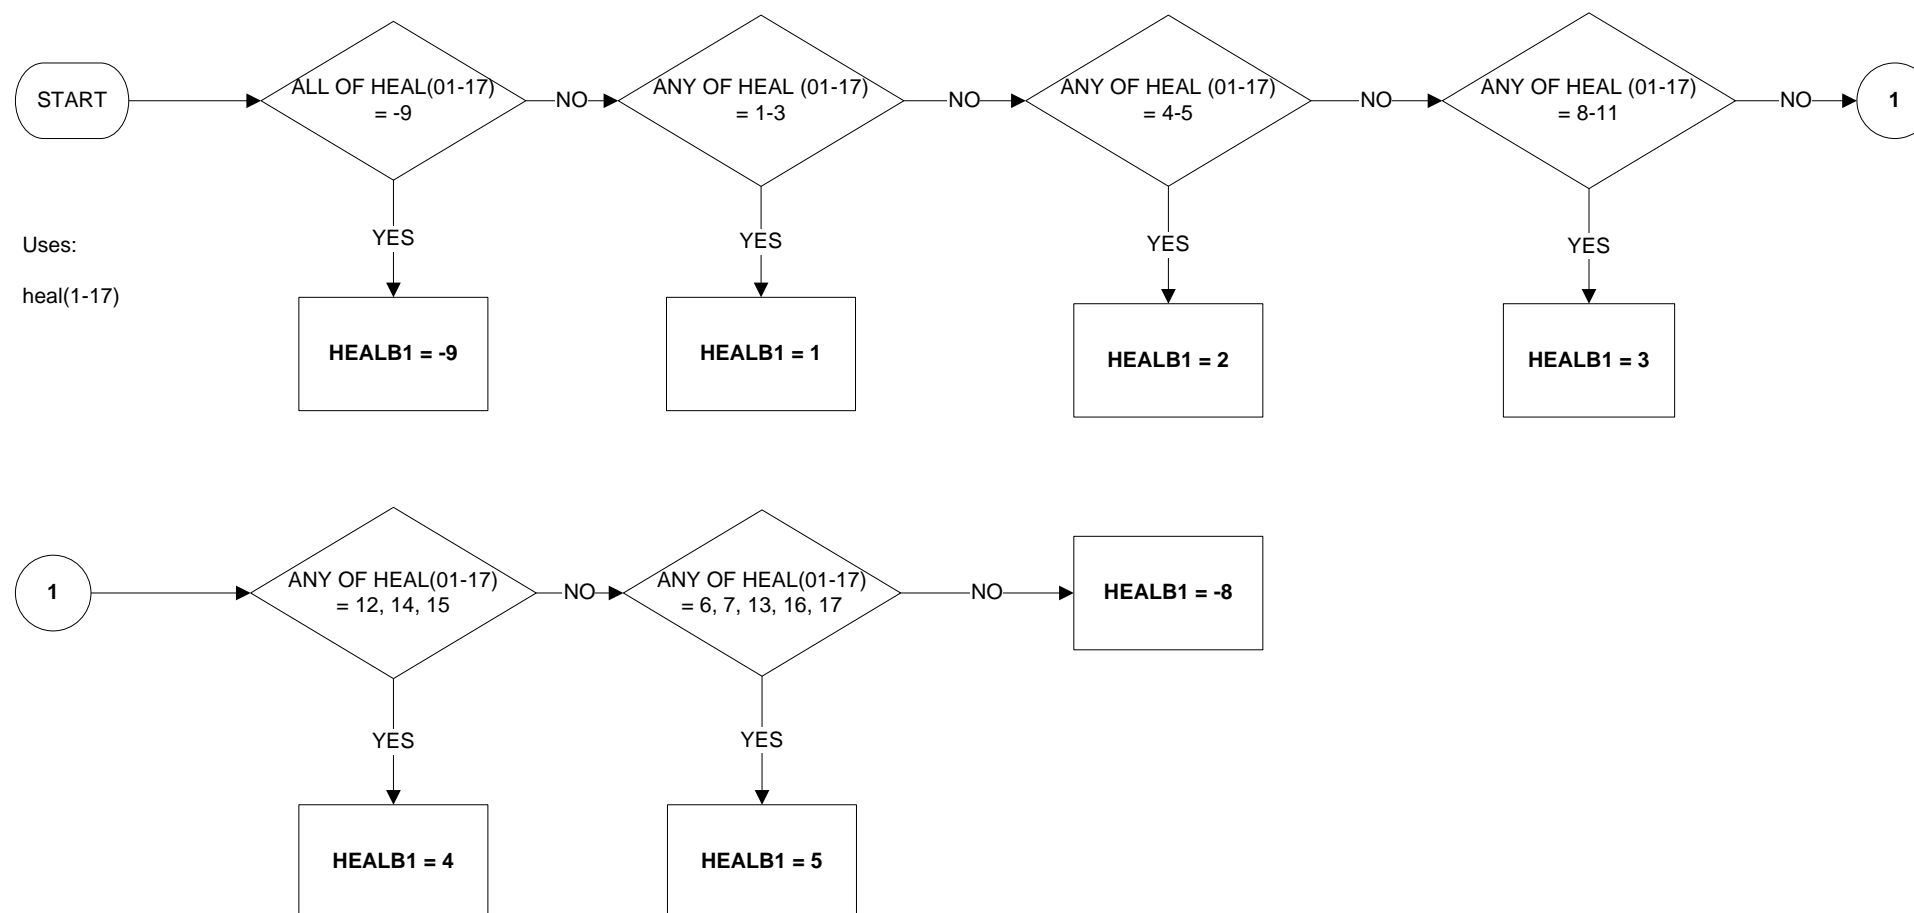 START
ALL OF HEAL(01-17)
= -9
NO
ANY OF HEAL (01-17)
= 1-3
NO
ANY OF HEAL (01-17)
= 4-5
NO
ANY OF HEAL (01-17)
= 8-11
NO
1
YES
YES
YES
YES
Uses:
heal(1-17)
HEALB1 = -9
HEALB1 = 1
HEALB1 = 2
HEALB1 = 3
1
ANY OF HEAL(01-17)
= 12, 14, 15
NO
ANY OF HEAL(01-17)
= 6, 7, 13, 16, 17
NO
HEALB1 = -8
YES
YES
HEALB1 = 4
HEALB1 = 5